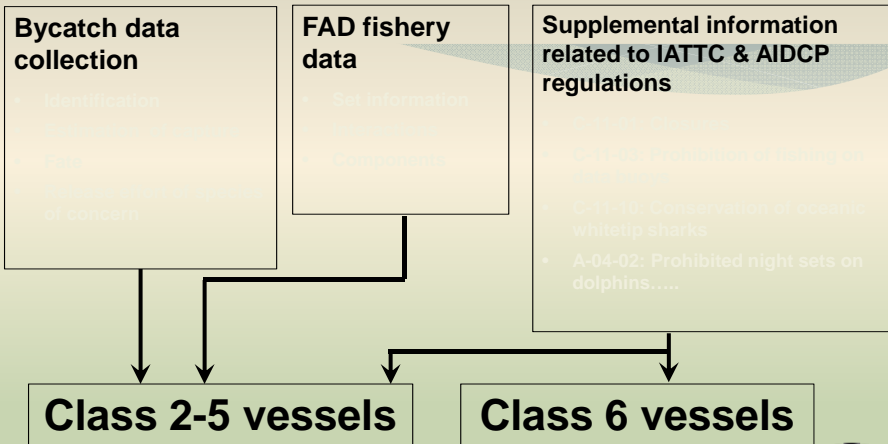 Bycatch data
collection
• Identification
• Fate
of concern
FAD fishery
data
• Set information
• Components
Supplemental information
related to IATTC & AIDCP
regulations
• C-11-03: Prohibition of fishing on
• C-11-10: Conservation of oceanic
whitetip sharks
• A-04-02: Prohibited night sets on
dolphins…..
Class 2-5 vessels
Class 6 vessels